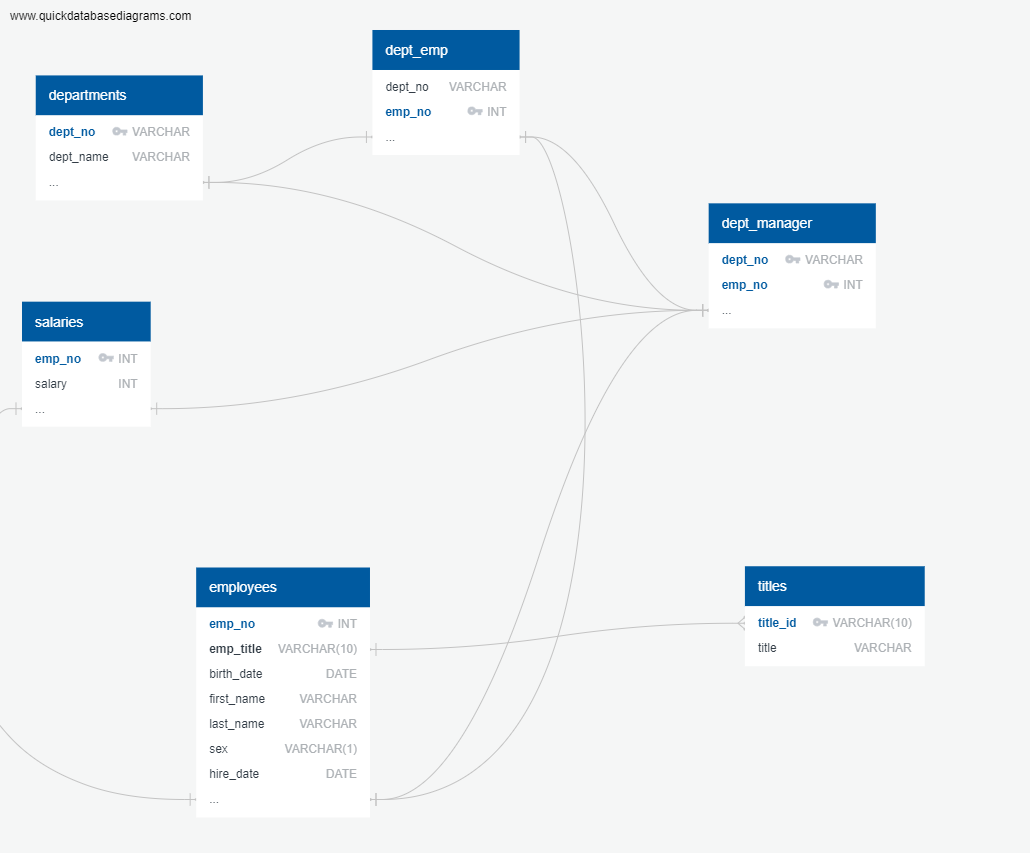 www.quickdatabasediagrams.com
departments
dept_no VARCHAR
dept_name VARCHAR
...
dept_emp
dept_no VARCHAR
emp_no INT
...
dept_manager
dept_no VARCHAR
emp_no INT
...
salaries
emp_no INT
salary INT
...
employees
emp_no INT
emp_title VARCHAR(10)
birth_date DATE
first_name VARCHAR
last_name VARCHAR
sex VARCHAR(1)
hire_date DATE
...
titles
title_id VARCHAR(10)
title VARCHAR